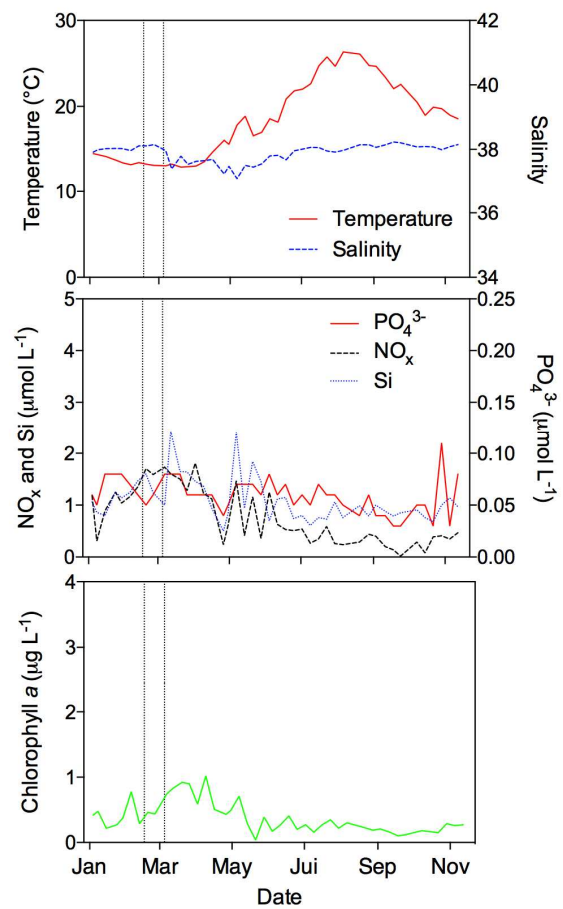 30
20
10
0
Temperature (°C)
42
40
38
36
34
Salinity
Temperature
Salinity
5
4
3
2
1
0
NOx and Si (μmol L-1)
0.25
0.20
0.15
0.10
0.05
0.00
PO43- (μmol L-1)
PO43-
NOx
Si
4
3
2
1
0
Chlorophyll a (μg L-1)
Jan Mar May Jui Sep Nov
Date